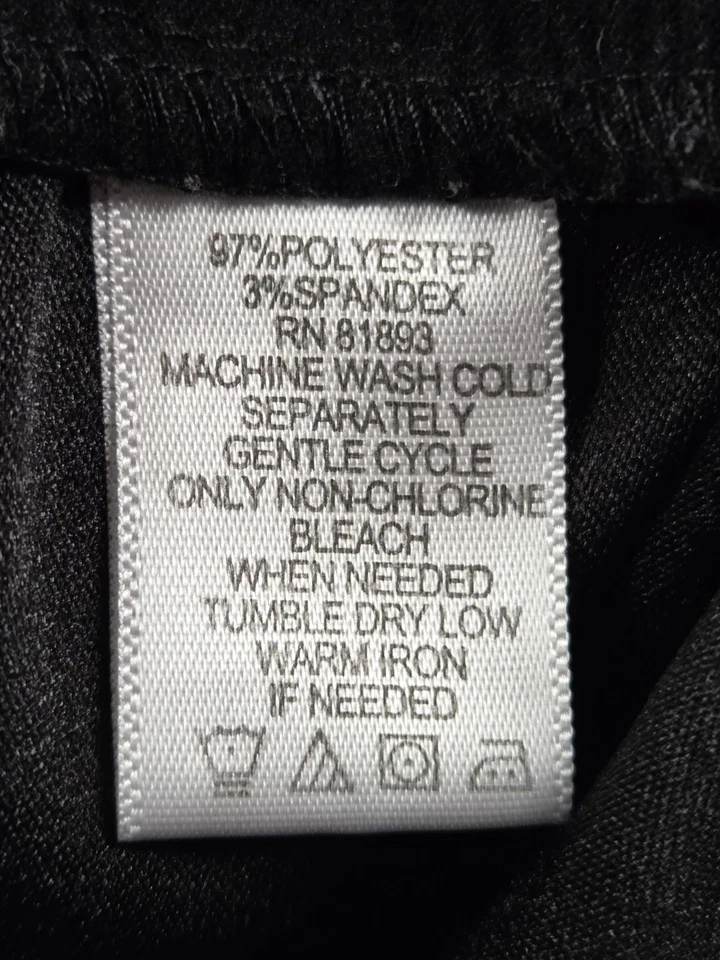 97%POLYESTER
3%SPANDEX
RN 81893
MACHINE WASH COLD
SEPARATELY
GENTLE CYCLE
ONLY NON-CHLORINE
BLEACH
WHEN NEEDED
TUMBLE DRY LOW
WARM IRON
IF NEEDED